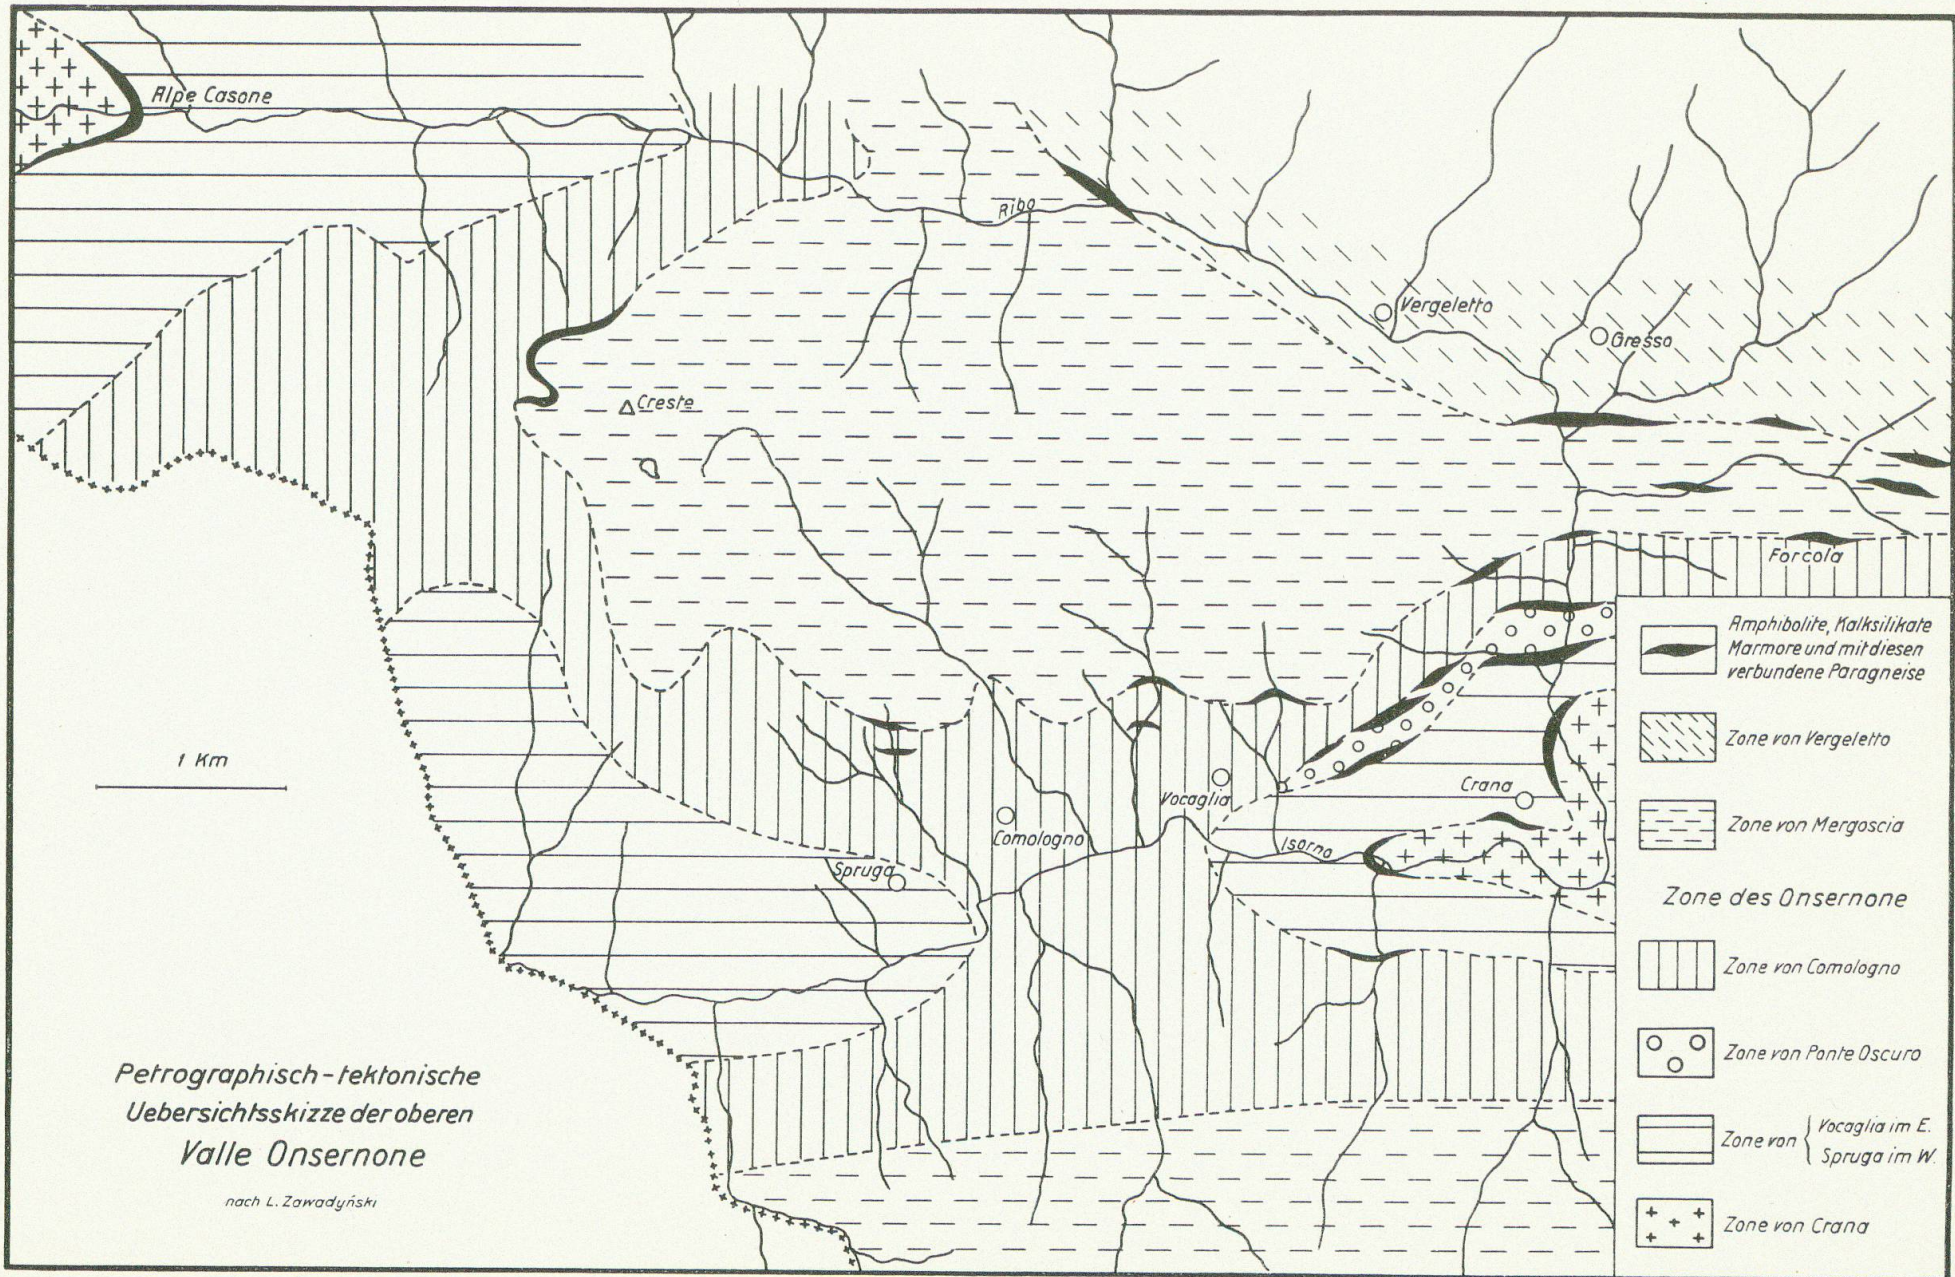 Alpe Casone
Ribo
Vergeletto
Gresso
Creste
Forcola
1 Km
Crana
Vocaglia
Comologno
Isorno
Spruga
Petrographisch-tektonische
Uebersichtsskizze der oberen
Valle Onsernone
nach L. Zawadyński
Amphibolite, Kalksilikate
Marmore und mit diesen
verbundene Paragneise
Zone von Vergeletto
Zone von Mergoscia
Zone des Onsernone
Zone von Comologno
Zone von Ponte Oscuro
Zone von { Vocaglia im E.
Spruga im W.
Zone von Crana